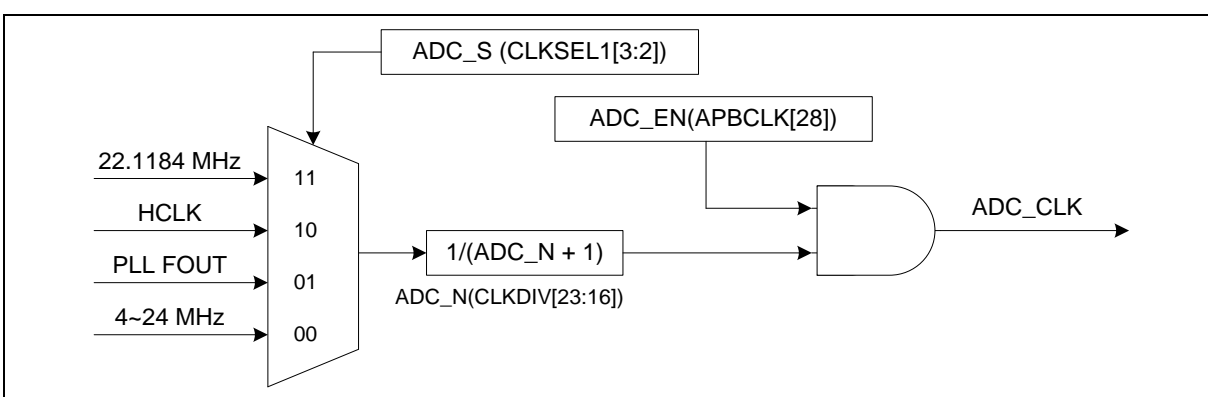 ADC_S (CLKSEL1[3:2])
ADC_EN(APBCLK[28])
22.1184 MHz
11
HCLK
10
ADC_CLK
1/(ADC_N + 1)
PLL FOUT
01
ADC_N(CLKDIV[23:16])
4~24 MHz
00